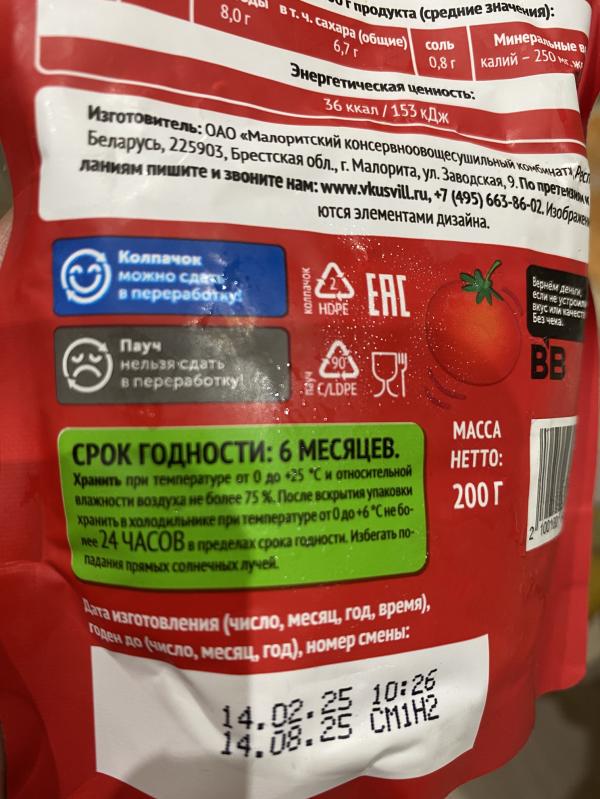 продукта (средние значения):
8,0 г
в т. ч. сахара (общие)
6,7 г
соль
0,8 г
Минеральные
калий – 250
Энергетическая ценность:
36 ккал / 153 кДж
Изготовитель: ОАО «Малоритский консервноовощесушильный комбинат»,
Беларусь, 225903, Брестская обл., г. Малорита, ул. Заводская, 9. По претензиям и
ланиям пишите и звоните нам: www.vkusvill.ru, +7 (495) 663-86-02.
ются элементами дизайна.
Колпачок
можно сдать
в переработку!
колпачок
2
HDPE
ЕАС
Вернём деньги,
если не устроили
вкус или качество.
Без чека.
ВВ
Пауч
нельзя сдать
в переработку!
пауч
90
C/LDPE
СРОК ГОДНОСТИ: 6 МЕСЯЦЕВ.
Хранить при температуре от 0 до +25 °С и относительной
влажности воздуха не более 75 %. После вскрытия упаковки
хранить в холодильнике при температуре от 0 до +6 °С не бо-
лее 24 ЧАСОВ в пределах срока годности. Избегать по-
падания прямых солнечных лучей.
МАССА
НЕТТО:
200 Г
Дата изготовления (число, месяц, год, время),
годен до (число, месяц, год), номер смены:
14.02.25 10:26
14.08.25 СМ1Н2